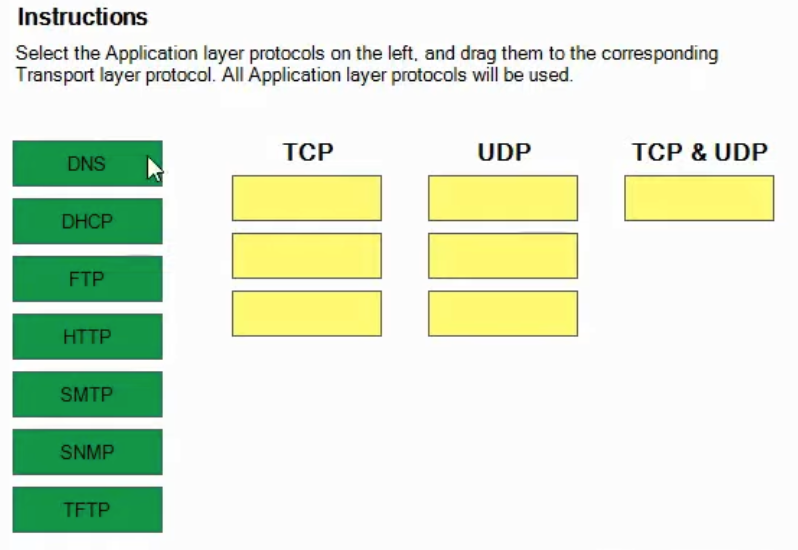 Instructions
Select the Application layer protocols on the left, and drag them to the corresponding
Transport layer protocol. All Application layer protocols will be used.
TCP UDP TCP & UDP
DNS
DHCP
FTP
HTTP
SMTP
SNMP
TFTP